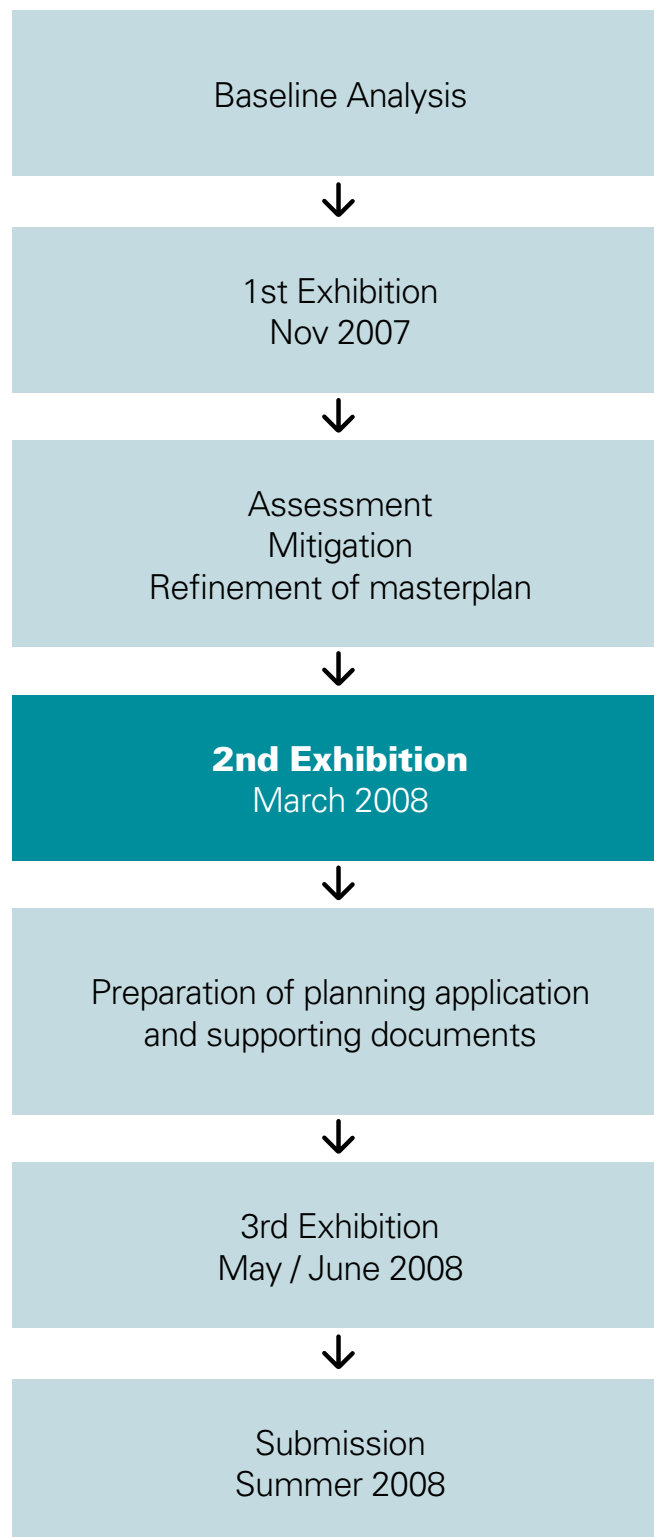 Baseline Analysis
1st Exhibition
Nov 2007
Assessment
Mitigation
Refinement of masterplan
2nd Exhibition
March 2008
Preparation of planning application
and supporting documents
3rd Exhibition
May / June 2008
Submission
Summer 2008